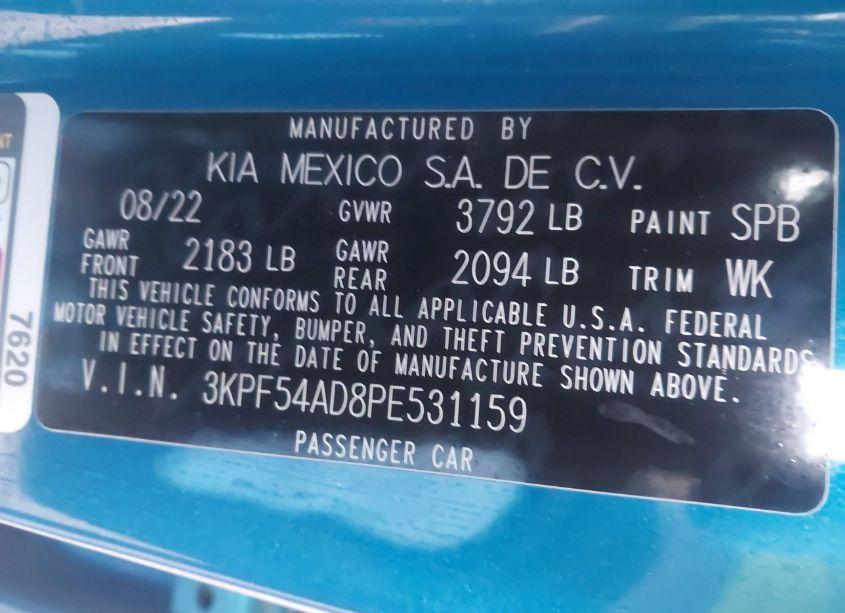 MANUFACTURED BY
KIA MEXICO S.A. DE C.V.
08/22 GVWR 3792 LB PAINT SPB
GAWR FRONT 2183 LB GAWR REAR 2094 LB TRIM WK
THIS VEHICLE CONFORMS TO ALL APPLICABLE U.S.A. FEDERAL
MOTOR VEHICLE SAFETY, BUMPER, AND THEFT PREVENTION STANDARDS
IN EFFECT ON THE DATE OF MANUFACTURE SHOWN ABOVE.
V.I.N. 3KPF54AD8PE531159
PASSENGER CAR
7620